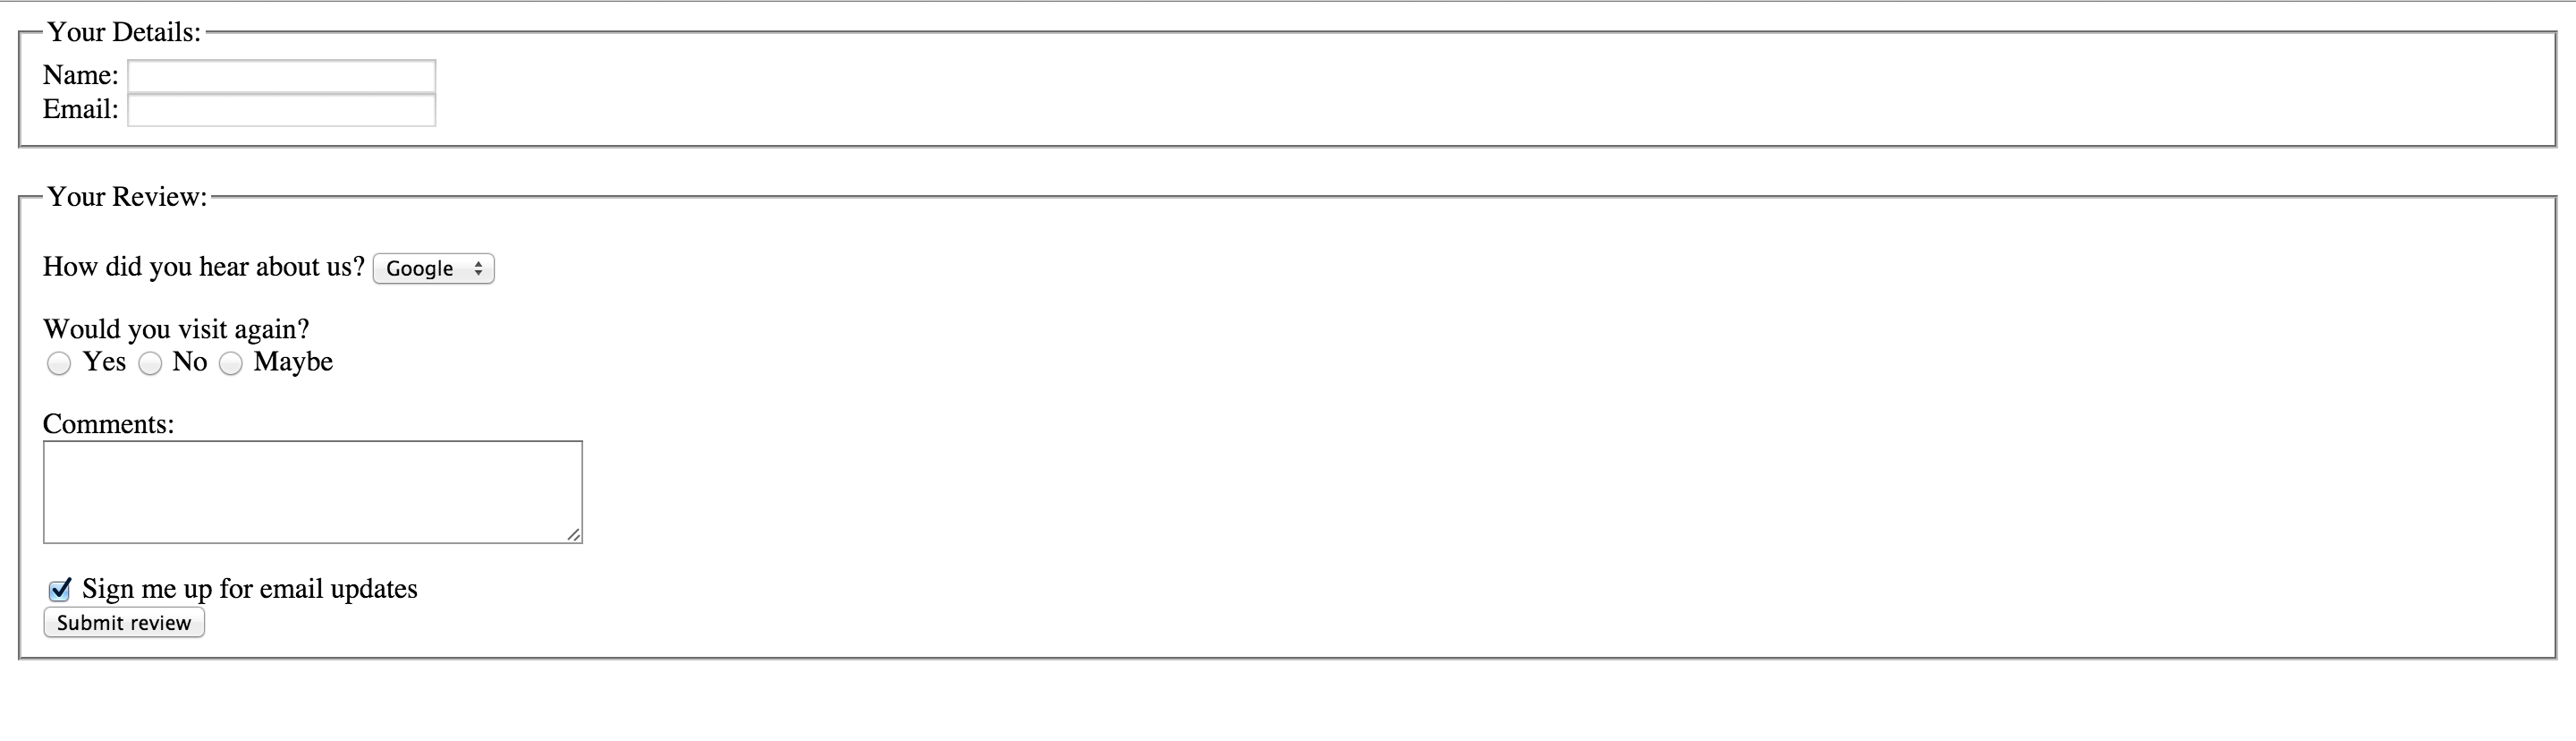 Your Details:
Name:
Email:
Your Review:
How did you hear about us? Google
Would you visit again?
Yes No Maybe
Comments:
Sign me up for email updates
Submit review